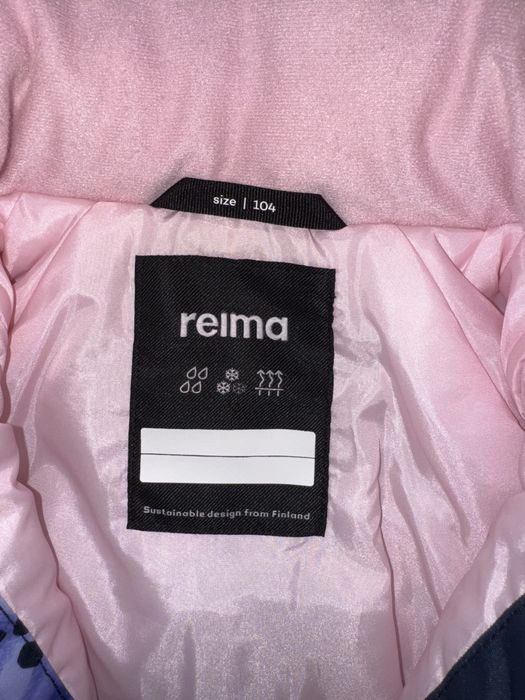 size | 104
reima
Sustainable design from Finland